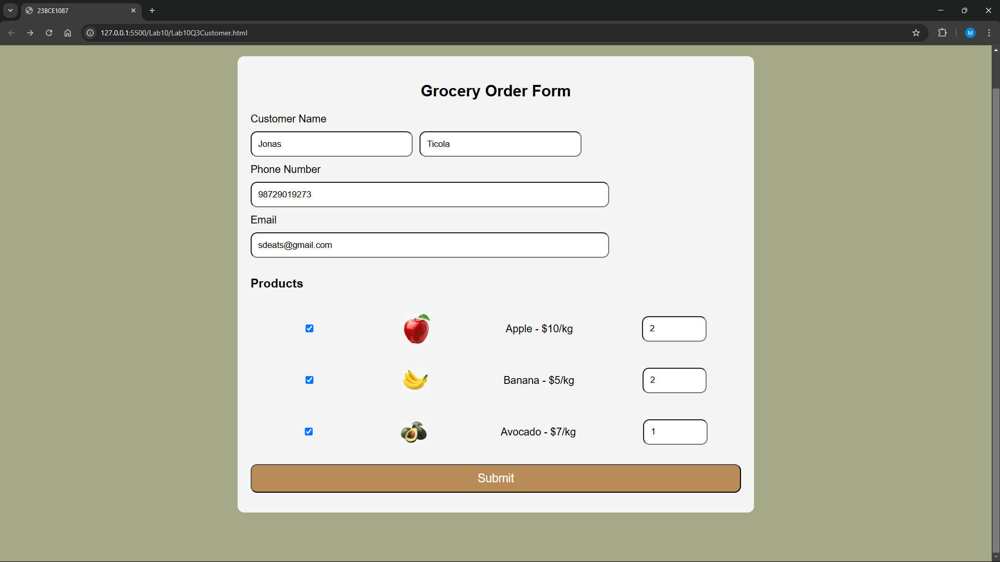 23BCE1087
127.0.0.1:5500/Lab10/Lab10Q3Customer.html
M
Grocery Order Form
Customer Name
Jonas Ticola
Phone Number
98729019273
Email
sdeats@gmail.com
Products
Apple - $10/kg 2
Banana - $5/kg 2
Avocado - $7/kg 1
Submit